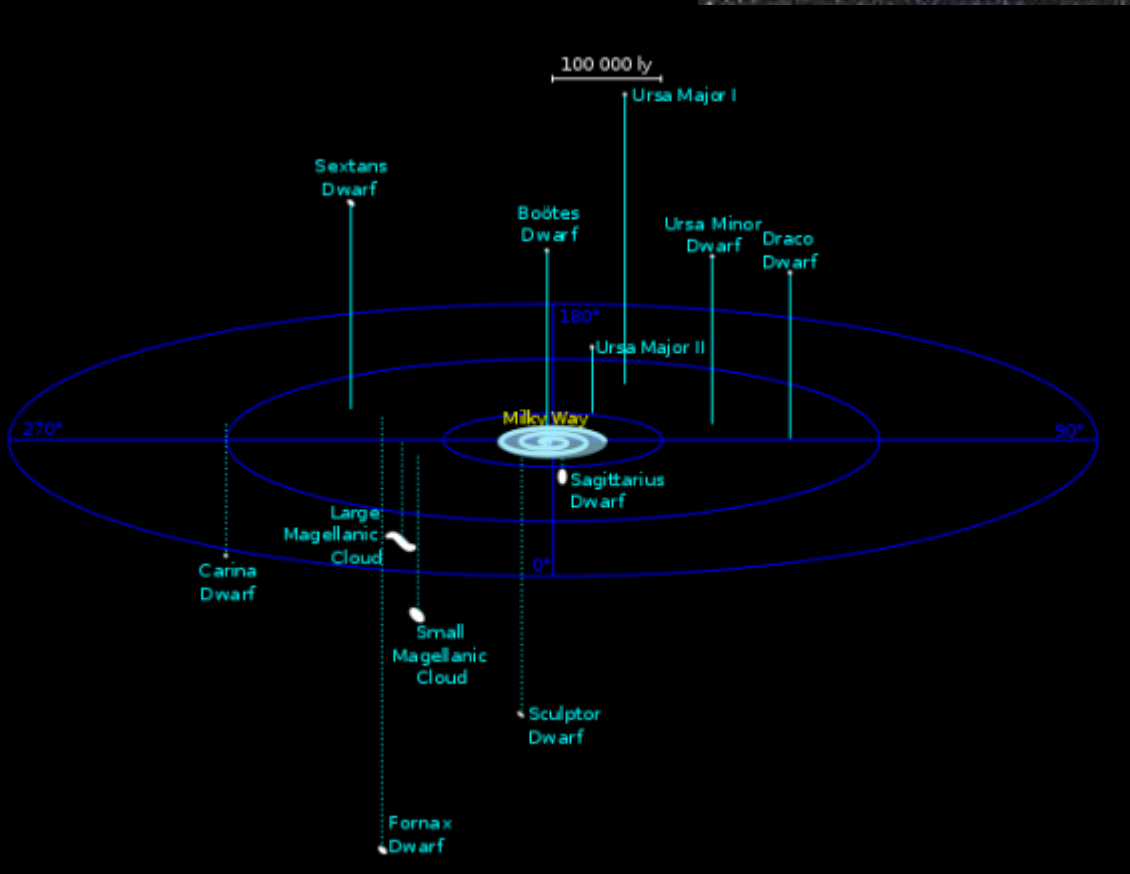 100 000 ly
Ursa Major I
Sextans
Dwarf
Boötes
Dwarf
Ursa Minor
Dwarf
Draco
Dwarf
180°
Ursa Major II
Milky Way
270°
90°
Sagittarius
Dwarf
Large
Magellanic
Cloud
0°
Carina
Dwarf
Small
Magellanic
Cloud
Sculptor
Dwarf
Fornax
Dwarf